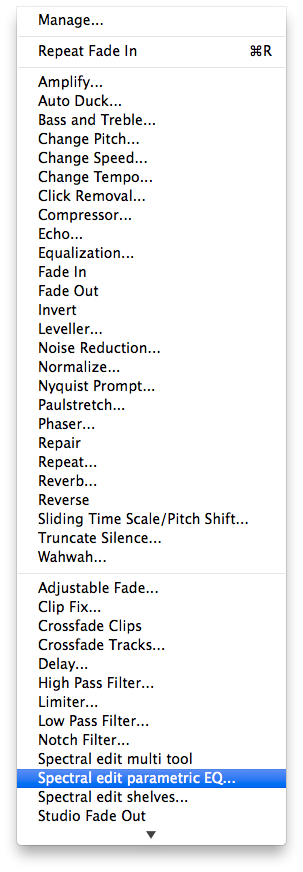 Manage...
Repeat Fade In ⌘R
Amplify...
Auto Duck...
Bass and Treble...
Change Pitch...
Change Speed...
Change Tempo...
Click Removal...
Compressor...
Echo...
Equalization...
Fade In
Fade Out
Invert
Leveller...
Noise Reduction...
Normalize...
Nyquist Prompt...
Paulstretch...
Phaser...
Repair
Repeat...
Reverb...
Reverse
Sliding Time Scale/Pitch Shift...
Truncate Silence...
Wahwah...
Adjustable Fade...
Clip Fix...
Crossfade Clips
Crossfade Tracks...
Delay...
High Pass Filter...
Limiter...
Low Pass Filter...
Notch Filter...
Spectral edit multi tool
Spectral edit parametric EQ...
Spectral edit shelves...
Studio Fade Out